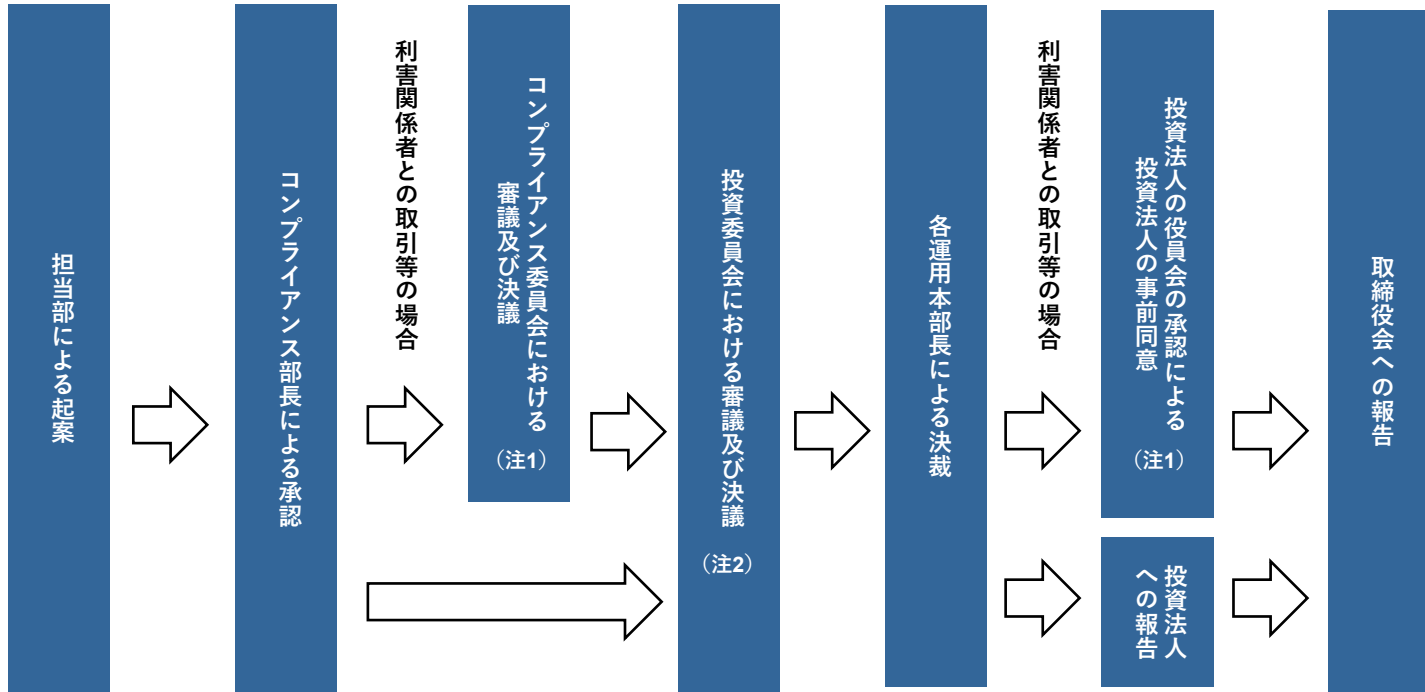 担当部による起案
コンプライアンス部長による承認
利害関係者との取引等の場合
コンプライアンス委員会における
審議及び決議
（注1）
投資委員会における審議及び決議
（注2）
各運用本部長による決裁
利害関係者との取引等の場合
投資法人の役員会の承認による
投資法人の事前同意
（注1）
投資法人
への報告
取締役会への報告